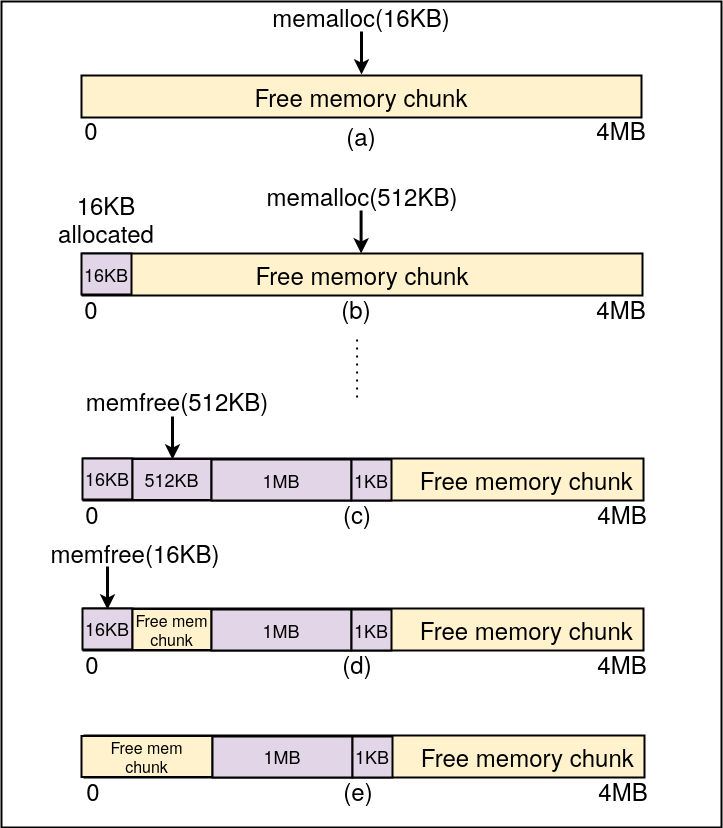 memalloc(16KB)
Free memory chunk
0
(a)
4MB
16KB
allocated
memalloc(512KB)
16KB
Free memory chunk
0
(b)
4MB
memfree(512KB)
16KB
512KB
1MB
1KB
Free memory chunk
0
(c)
4MB
memfree(16KB)
16KB
Free mem
chunk
1MB
1KB
Free memory chunk
0
(d)
4MB
Free mem
chunk
1MB
1KB
Free memory chunk
0
(e)
4MB